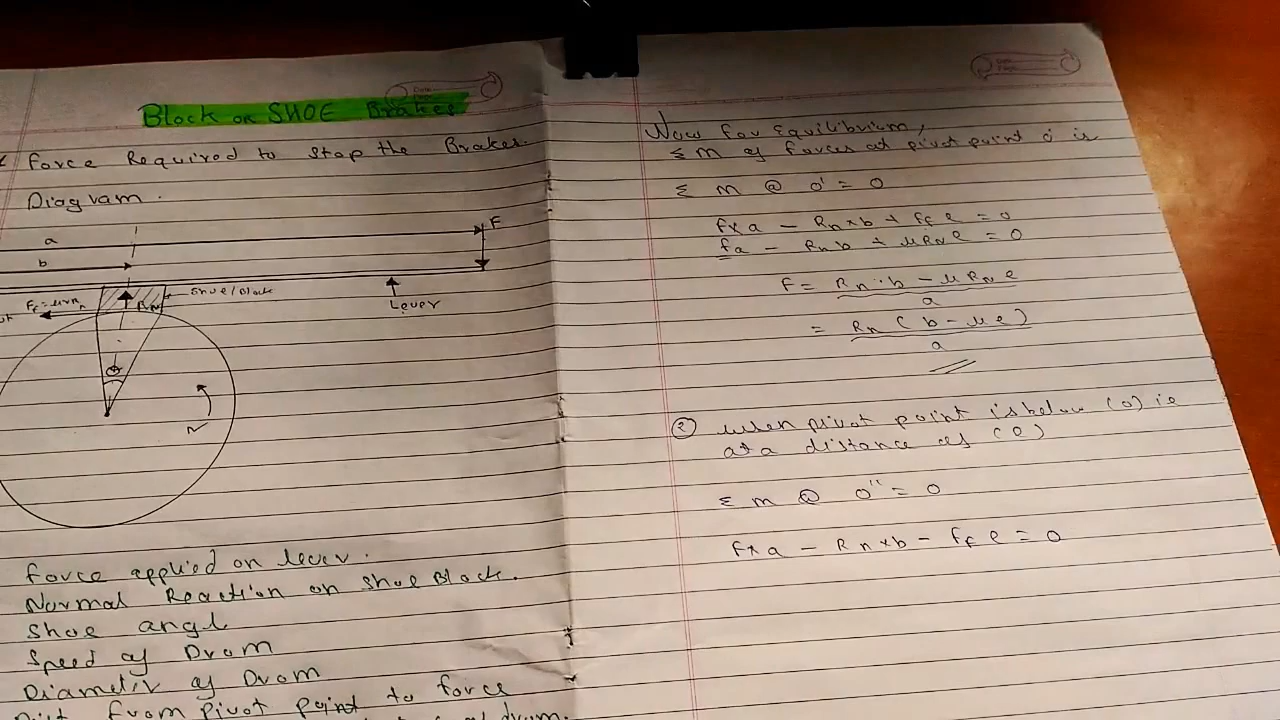 Block or SHOE Brakes
Force Required to Stop the Brakes.
Diagram.
a
F
b
Shoe/Block
Lever
N
Force applied on lever.
Normal Reaction on Shoe Block.
Shoe angle
Speed of Drum
Diameter of Drum
Dist. from pivot point to force
drum.
Now for Equilibrium,
Σ M of forces at pivot point o' is
Σ M @ o' = 0
F×a - Rn×b + Ff e = 0
Fa - Rn b + μRN e = 0
F = Rn·b - μ RN e
a
= Rn ( b - μe )
a
② when pivot point is below (o) ie
at a distance of (e)
Σ M @ o'' = 0
F×a - Rn×b - Ff e = 0